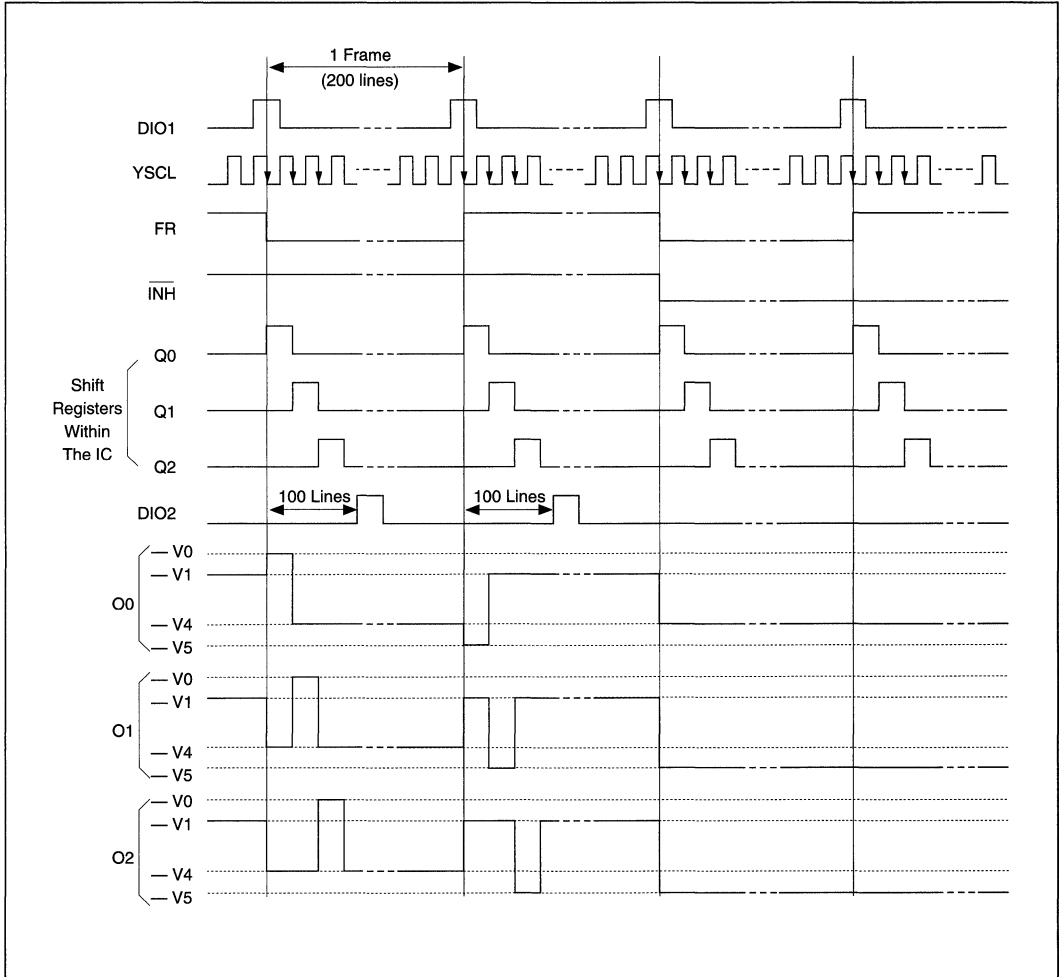 1 Frame
(200 lines)
DIO1
YSCL
FR
INH
Q0
Shift
Registers
Within
The IC
Q1
Q2
100 Lines
100 Lines
DIO2
V0
V1
O0
V4
V5
V0
V1
O1
V4
V5
V0
V1
O2
V4
V5